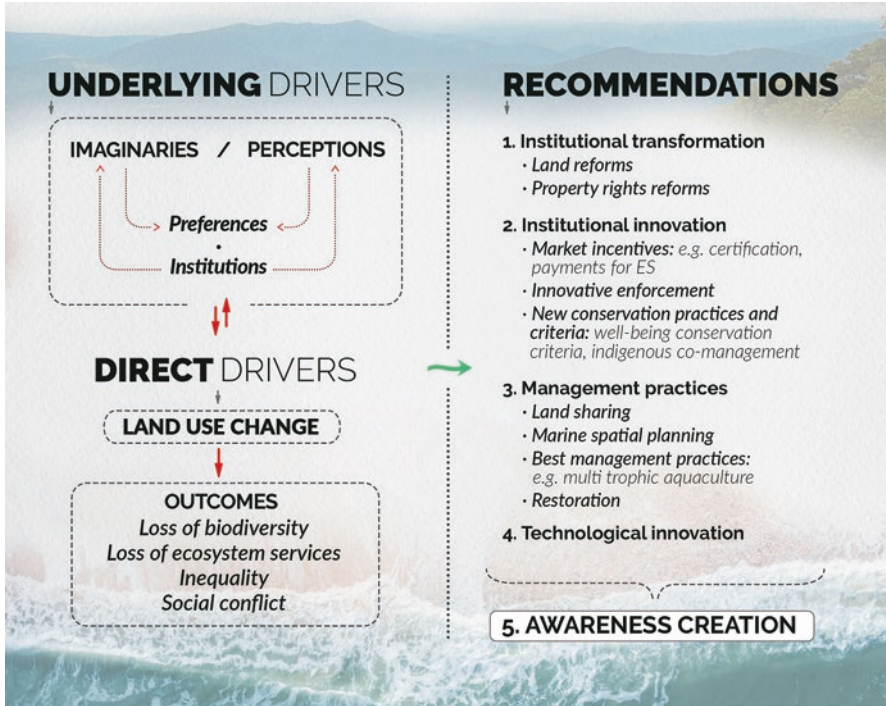 UNDERLYING DRIVERS
IMAGINARIES / PERCEPTIONS
Preferences
·
Institutions
DIRECT DRIVERS
LAND USE CHANGE
OUTCOMES
Loss of biodiversity
Loss of ecosystem services
Inequality
Social conflict
RECOMMENDATIONS
1. Institutional transformation
· Land reforms
· Property rights reforms
2. Institutional innovation
· Market incentives: e.g. certification,
payments for ES
· Innovative enforcement
· New conservation practices and
criteria: well-being conservation
criteria, indigenous co-management
3. Management practices
· Land sharing
· Marine spatial planning
· Best management practices:
e.g. multi trophic aquaculture
· Restoration
4. Technological innovation
5. AWARENESS CREATION